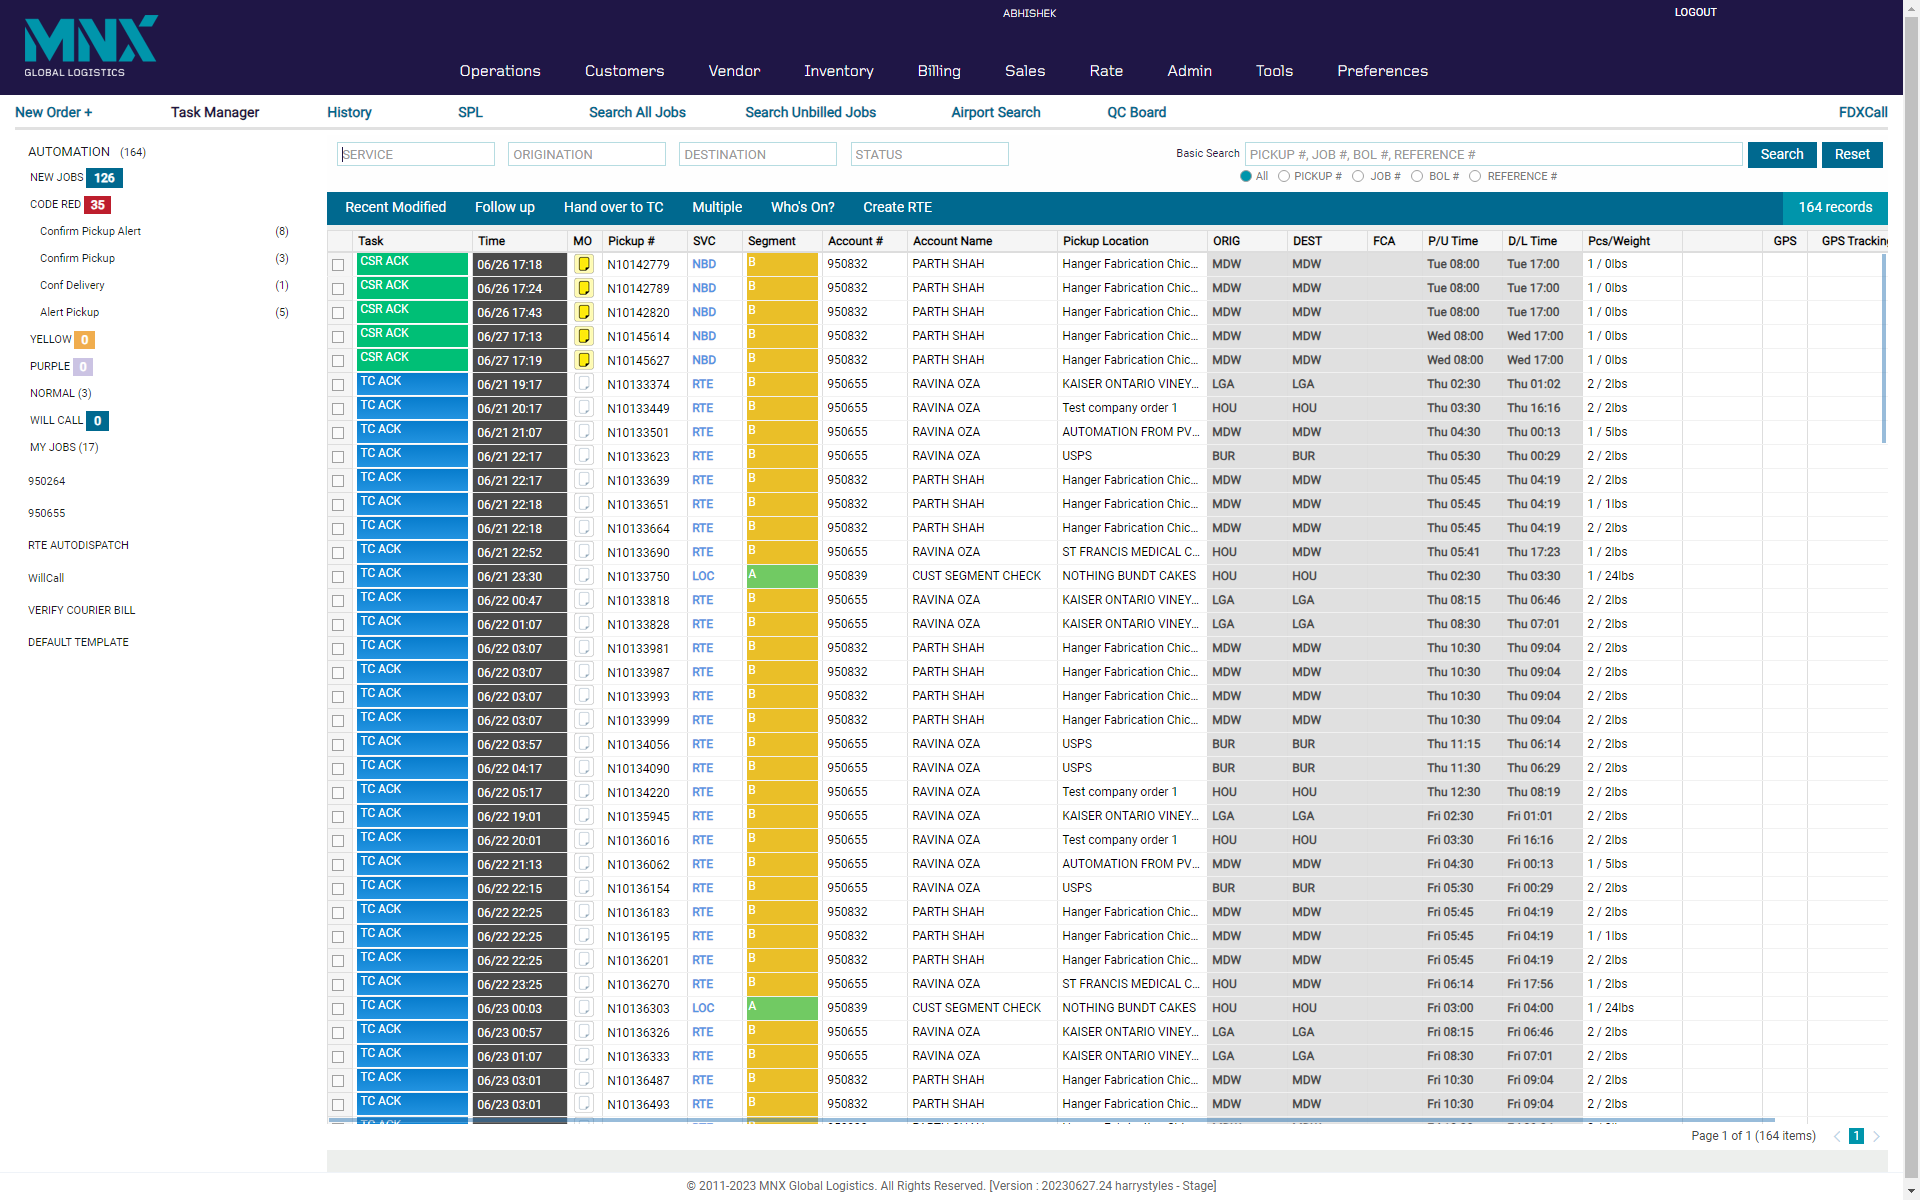 MNX
GLOBAL LOGISTICS
ABHISHEK
LOGOUT
Operations Customers Vendor Inventory Billing Sales Rate Admin Tools Preferences
New Order + Task Manager History SPL Search All Jobs Search Unbilled Jobs Airport Search QC Board FDXCall
AUTOMATION (164)
NEW JOBS 126
CODE RED 35
Confirm Pickup Alert (8)
Confirm Pickup (3)
Conf Delivery (1)
Alert Pickup (5)
YELLOW 0
PURPLE 0
NORMAL (3)
WILL CALL 0
MY JOBS (17)
950264
950655
RTE AUTODISPATCH
WillCall
VERIFY COURIER BILL
DEFAULT TEMPLATE
SERVICE ORIGINATION DESTINATION STATUS Basic Search PICKUP #, JOB #, BOL #, REFERENCE # Search Reset
All PICKUP # JOB # BOL # REFERENCE #
Recent Modified Follow up Hand over to TC Multiple Who's On? Create RTE 164 records
Task Time MO Pickup # SVC Segment Account # Account Name Pickup Location ORIG DEST FCA P/U Time D/L Time Pcs/Weight GPS GPS Tracking
CSR ACK 06/26 17:18 N10142779 NBD B 950832 PARTH SHAH Hanger Fabrication Chic... MDW MDW Tue 08:00 Tue 17:00 1 / 0lbs
CSR ACK 06/26 17:24 N10142789 NBD B 950832 PARTH SHAH Hanger Fabrication Chic... MDW MDW Tue 08:00 Tue 17:00 1 / 0lbs
CSR ACK 06/26 17:43 N10142820 NBD B 950832 PARTH SHAH Hanger Fabrication Chic... MDW MDW Tue 08:00 Tue 17:00 1 / 0lbs
CSR ACK 06/27 17:13 N10145614 NBD B 950832 PARTH SHAH Hanger Fabrication Chic... MDW MDW Wed 08:00 Wed 17:00 1 / 0lbs
CSR ACK 06/27 17:19 N10145627 NBD B 950832 PARTH SHAH Hanger Fabrication Chic... MDW MDW Wed 08:00 Wed 17:00 1 / 0lbs
TC ACK 06/21 19:17 N10133374 RTE B 950655 RAVINA OZA KAISER ONTARIO VINEY... LGA LGA Thu 02:30 Thu 01:02 2 / 2lbs
TC ACK 06/21 20:17 N10133449 RTE B 950655 RAVINA OZA Test company order 1 HOU HOU Thu 03:30 Thu 16:16 2 / 2lbs
TC ACK 06/21 21:07 N10133501 RTE B 950655 RAVINA OZA AUTOMATION FROM PV... MDW MDW Thu 04:30 Thu 00:13 1 / 5lbs
TC ACK 06/21 22:17 N10133623 RTE B 950655 RAVINA OZA USPS BUR BUR Thu 05:30 Thu 00:29 2 / 2lbs
TC ACK 06/21 22:17 N10133639 RTE B 950832 PARTH SHAH Hanger Fabrication Chic... MDW MDW Thu 05:45 Thu 04:19 2 / 2lbs
TC ACK 06/21 22:18 N10133651 RTE B 950832 PARTH SHAH Hanger Fabrication Chic... MDW MDW Thu 05:45 Thu 04:19 1 / 1lbs
TC ACK 06/21 22:18 N10133664 RTE B 950832 PARTH SHAH Hanger Fabrication Chic... MDW MDW Thu 05:45 Thu 04:19 2 / 2lbs
TC ACK 06/21 22:52 N10133690 RTE B 950655 RAVINA OZA ST FRANCIS MEDICAL C... HOU MDW Thu 05:41 Thu 17:23 1 / 2lbs
TC ACK 06/21 23:30 N10133750 LOC A 950839 CUST SEGMENT CHECK NOTHING BUNDT CAKES HOU HOU Thu 02:30 Thu 03:30 1 / 24lbs
TC ACK 06/22 00:47 N10133818 RTE B 950655 RAVINA OZA KAISER ONTARIO VINEY... LGA LGA Thu 08:15 Thu 06:46 2 / 2lbs
TC ACK 06/22 01:07 N10133828 RTE B 950655 RAVINA OZA KAISER ONTARIO VINEY... LGA LGA Thu 08:30 Thu 07:01 2 / 2lbs
TC ACK 06/22 03:07 N10133981 RTE B 950832 PARTH SHAH Hanger Fabrication Chic... MDW MDW Thu 10:30 Thu 09:04 2 / 2lbs
TC ACK 06/22 03:07 N10133987 RTE B 950832 PARTH SHAH Hanger Fabrication Chic... MDW MDW Thu 10:30 Thu 09:04 2 / 2lbs
TC ACK 06/22 03:07 N10133993 RTE B 950832 PARTH SHAH Hanger Fabrication Chic... MDW MDW Thu 10:30 Thu 09:04 2 / 2lbs
TC ACK 06/22 03:07 N10133999 RTE B 950832 PARTH SHAH Hanger Fabrication Chic... MDW MDW Thu 10:30 Thu 09:04 2 / 2lbs
TC ACK 06/22 03:57 N10134056 RTE B 950655 RAVINA OZA USPS BUR BUR Thu 11:15 Thu 06:14 2 / 2lbs
TC ACK 06/22 04:17 N10134090 RTE B 950655 RAVINA OZA USPS BUR BUR Thu 11:30 Thu 06:29 2 / 2lbs
TC ACK 06/22 05:17 N10134220 RTE B 950655 RAVINA OZA Test company order 1 HOU HOU Thu 12:30 Thu 08:19 2 / 2lbs
TC ACK 06/22 19:01 N10135945 RTE B 950655 RAVINA OZA KAISER ONTARIO VINEY... LGA LGA Fri 02:30 Fri 01:01 2 / 2lbs
TC ACK 06/22 20:01 N10136016 RTE B 950655 RAVINA OZA Test company order 1 HOU HOU Fri 03:30 Fri 16:16 2 / 2lbs
TC ACK 06/22 21:13 N10136062 RTE B 950655 RAVINA OZA AUTOMATION FROM PV... MDW MDW Fri 04:30 Fri 00:13 1 / 5lbs
TC ACK 06/22 22:15 N10136154 RTE B 950655 RAVINA OZA USPS BUR BUR Fri 05:30 Fri 00:29 2 / 2lbs
TC ACK 06/22 22:25 N10136183 RTE B 950832 PARTH SHAH Hanger Fabrication Chic... MDW MDW Fri 05:45 Fri 04:19 2 / 2lbs
TC ACK 06/22 22:25 N10136195 RTE B 950832 PARTH SHAH Hanger Fabrication Chic... MDW MDW Fri 05:45 Fri 04:19 1 / 1lbs
TC ACK 06/22 22:25 N10136201 RTE B 950832 PARTH SHAH Hanger Fabrication Chic... MDW MDW Fri 05:45 Fri 04:19 2 / 2lbs
TC ACK 06/22 23:25 N10136270 RTE B 950655 RAVINA OZA ST FRANCIS MEDICAL C... HOU MDW Fri 06:14 Fri 17:56 1 / 2lbs
TC ACK 06/23 00:03 N10136303 LOC A 950839 CUST SEGMENT CHECK NOTHING BUNDT CAKES HOU HOU Fri 03:00 Fri 04:00 1 / 24lbs
TC ACK 06/23 00:57 N10136326 RTE B 950655 RAVINA OZA KAISER ONTARIO VINEY... LGA LGA Fri 08:15 Fri 06:46 2 / 2lbs
TC ACK 06/23 01:07 N10136333 RTE B 950655 RAVINA OZA KAISER ONTARIO VINEY... LGA LGA Fri 08:30 Fri 07:01 2 / 2lbs
TC ACK 06/23 03:01 N10136487 RTE B 950832 PARTH SHAH Hanger Fabrication Chic... MDW MDW Fri 10:30 Fri 09:04 2 / 2lbs
TC ACK 06/23 03:01 N10136493 RTE B 950832 PARTH SHAH Hanger Fabrication Chic... MDW MDW Fri 10:30 Fri 09:04 2 / 2lbs
Page 1 of 1 (164 items) 1
© 2011-2023 MNX Global Logistics. All Rights Reserved. [Version : 20230627.24 harrystyles - Stage]